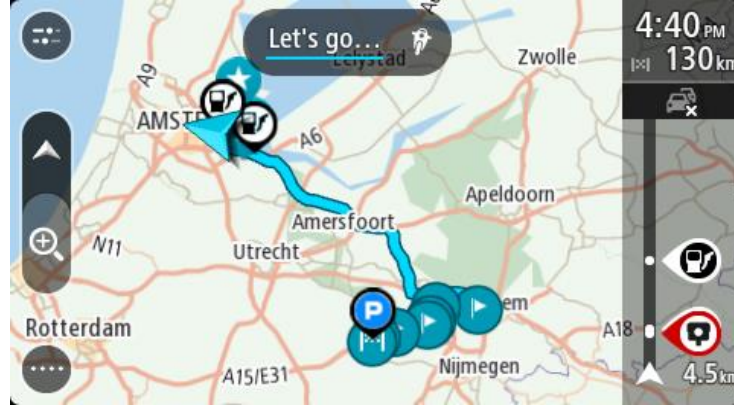 Let's go...
4:40 PM
130 km
Lelystad
Zwolle
A9
AMST
A6
Apeldoorn
Amersfoort
N11
Utrecht
P
em
Rotterdam
A18
A15/E31
Nijmegen
4.5 km